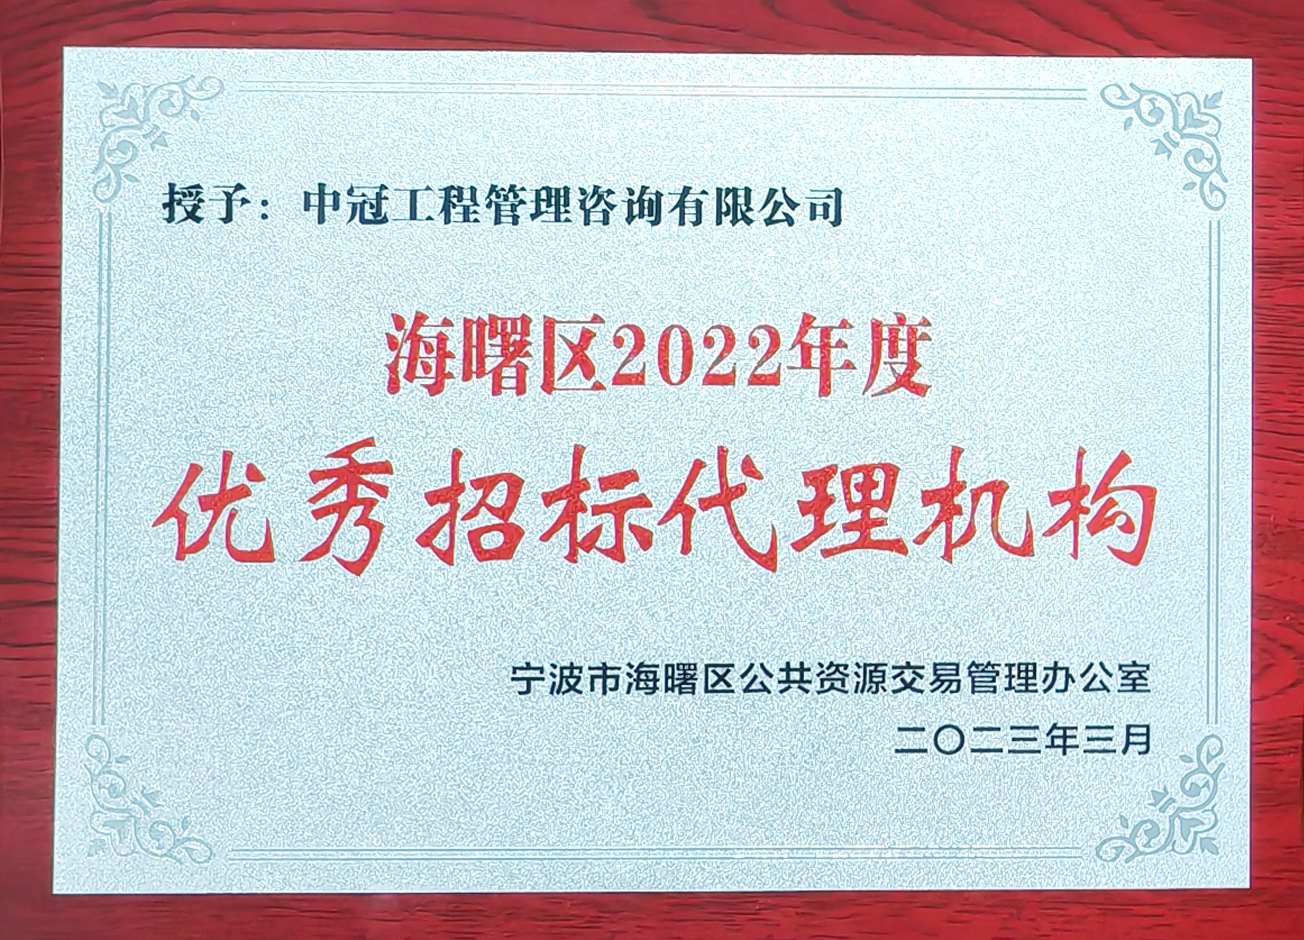 授予：中冠工程管理咨询有限公司
海曙区2022年度
优秀招标代理机构
宁波市海曙区公共资源交易管理办公室
二〇二三年三月